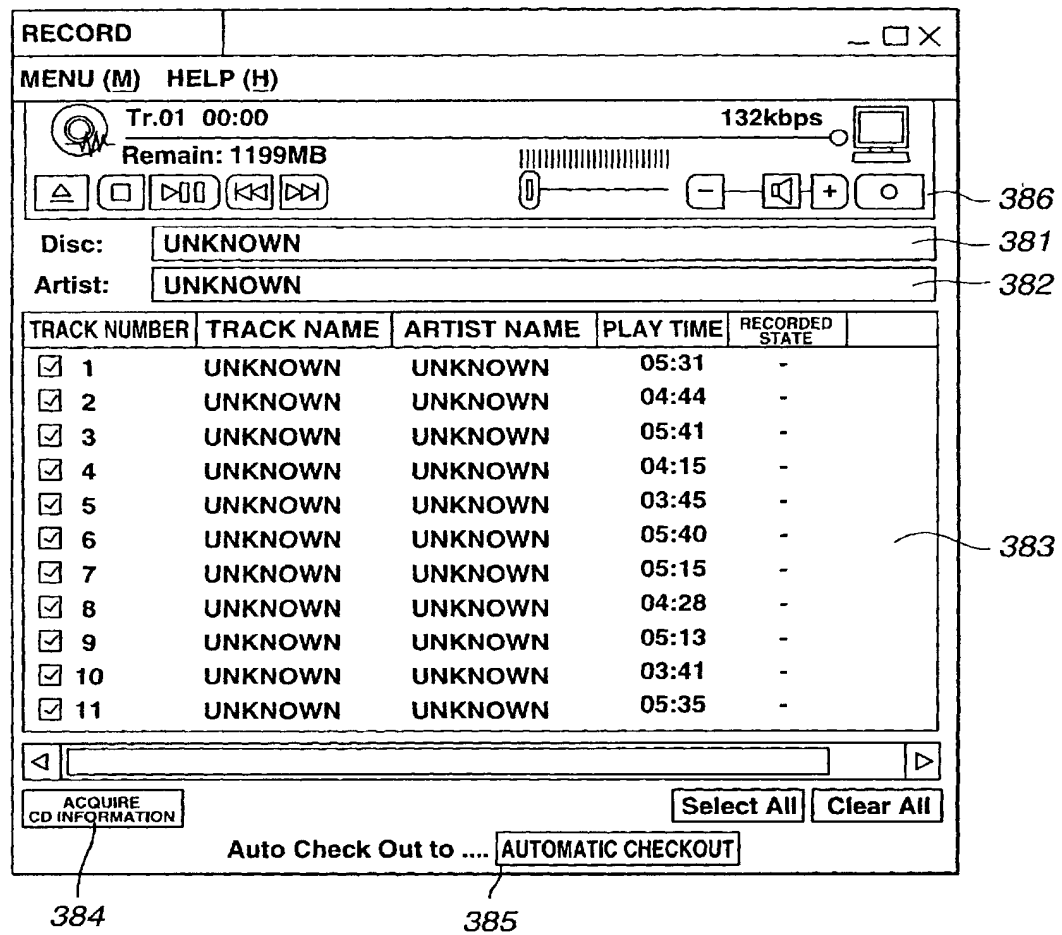 RECORD
MENU (M) HELP (H)
Tr.01 00:00 132kbps
Remain: 1199MB
386
Disc: UNKNOWN 381
Artist: UNKNOWN 382
TRACK NUMBER TRACK NAME ARTIST NAME PLAY TIME RECORDED STATE
1 UNKNOWN UNKNOWN 05:31 -
2 UNKNOWN UNKNOWN 04:44 -
3 UNKNOWN UNKNOWN 05:41 -
4 UNKNOWN UNKNOWN 04:15 -
5 UNKNOWN UNKNOWN 03:45 -
6 UNKNOWN UNKNOWN 05:40 -
383
7 UNKNOWN UNKNOWN 05:15 -
8 UNKNOWN UNKNOWN 04:28 -
9 UNKNOWN UNKNOWN 05:13 -
10 UNKNOWN UNKNOWN 03:41 -
11 UNKNOWN UNKNOWN 05:35 -
ACQUIRE CD INFORMATION Select All Clear All
Auto Check Out to .... AUTOMATIC CHECKOUT
384 385